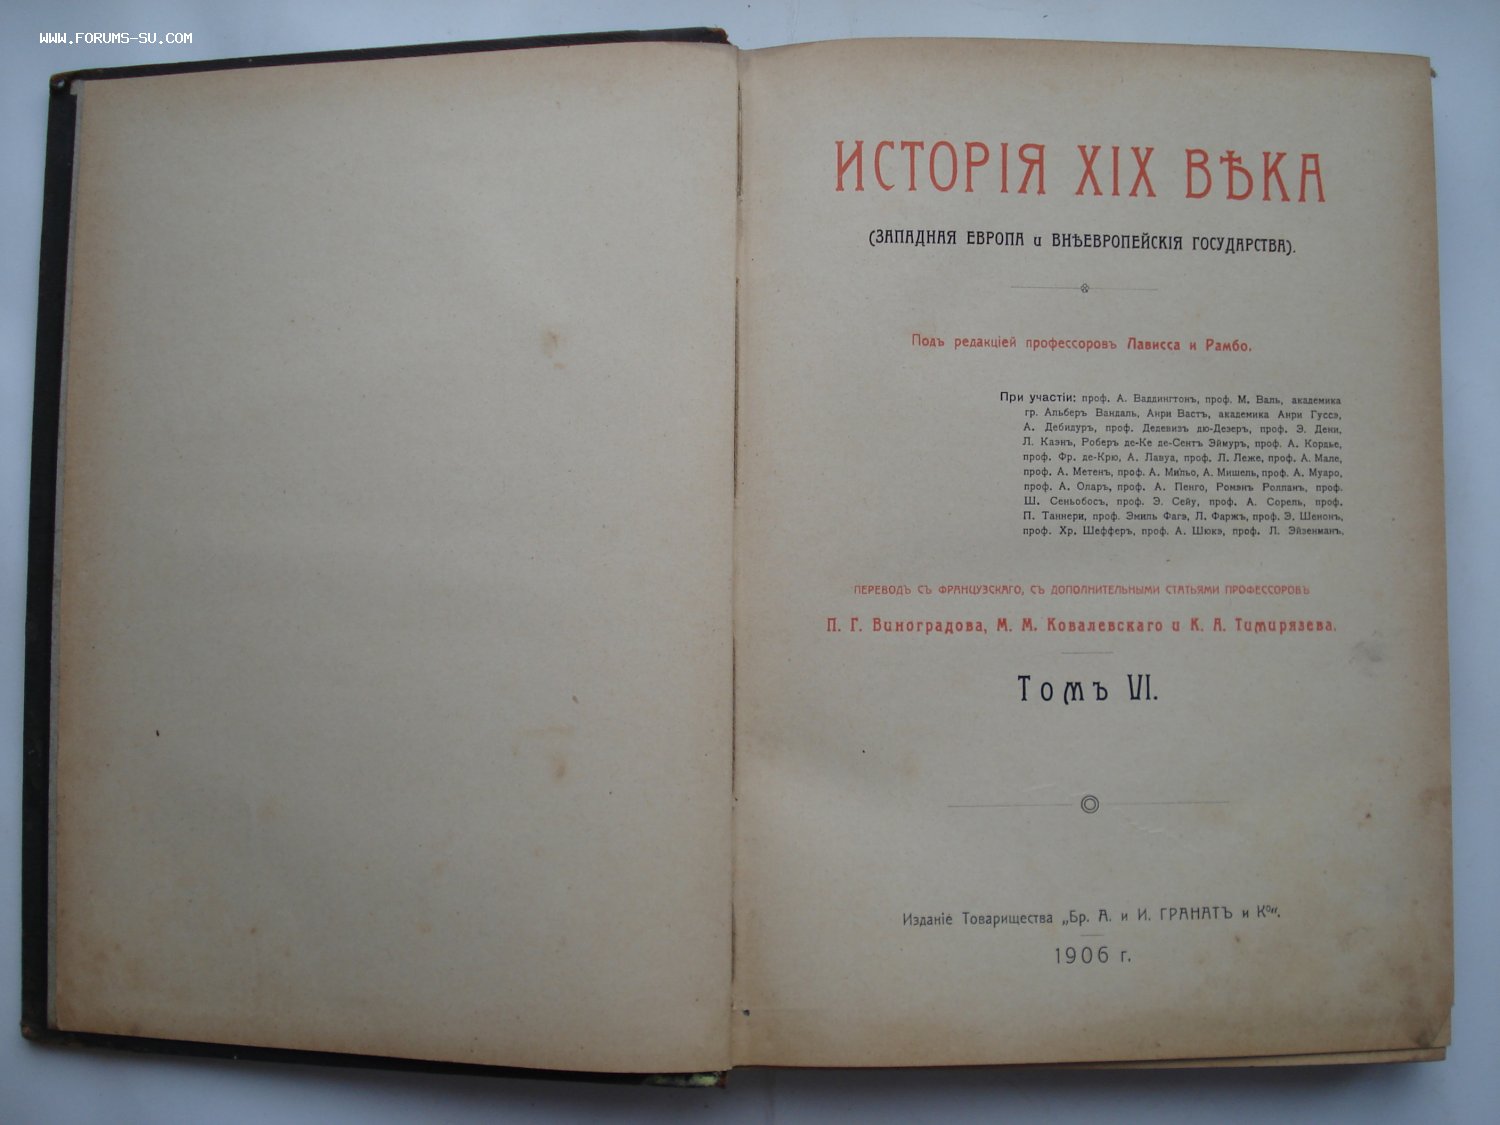 WWW.FORUMS-SU.COM
ИСТОРІЯ XIX ВѢКА
(ЗАПАДНАЯ ЕВРОПА и ВНѢЕВРОПЕЙСКІЯ ГОСУДАРСТВА).
Подъ редакціей профессоровъ Лависса и Рамбо.
При участіи: проф. А. Ваддингтонъ, проф. М. Валь, академика
гр. Альберъ Вандаль, Анри Вастъ, академика Анри Гуссэ,
А. Дебидуръ, проф. Дедевизъ дю-Дезеръ, проф. Э. Дени,
Л. Каэнъ, Роберъ де-Ке де-Сентъ Эймуръ, проф. А. Кордье,
проф. Фр. де-Крю, А. Лавуа, проф. Л. Леже, проф. А. Мале,
проф. А. Метенъ, проф. А. Мильо, А. Мишель, проф. А. Муаро,
проф. А. Оларъ, проф. А. Пенго, Ромэнъ Ролланъ, проф.
Ш. Сеньобосъ, проф. Э. Сейу, проф. А. Сорель, проф.
П. Таннери, проф. Эмиль Фагэ, Л. Фаржъ, проф. Э. Шенонъ,
проф. Хр. Шефферъ, проф. А. Шюкэ, проф. Л. Эйзенманъ.
ПЕРЕВОДЪ СЪ ФРАНЦУЗСКАГО, СЪ ДОПОЛНИТЕЛЬНЫМИ СТАТЬЯМИ ПРОФЕССОРОВЪ
П. Г. Виноградова, М. М. Ковалевскаго и К. А. Тимирязева.
Томъ VI.
Изданіе Товарищества „Бр. А. и И. ГРАНАТЪ и Кº“.
1906 г.